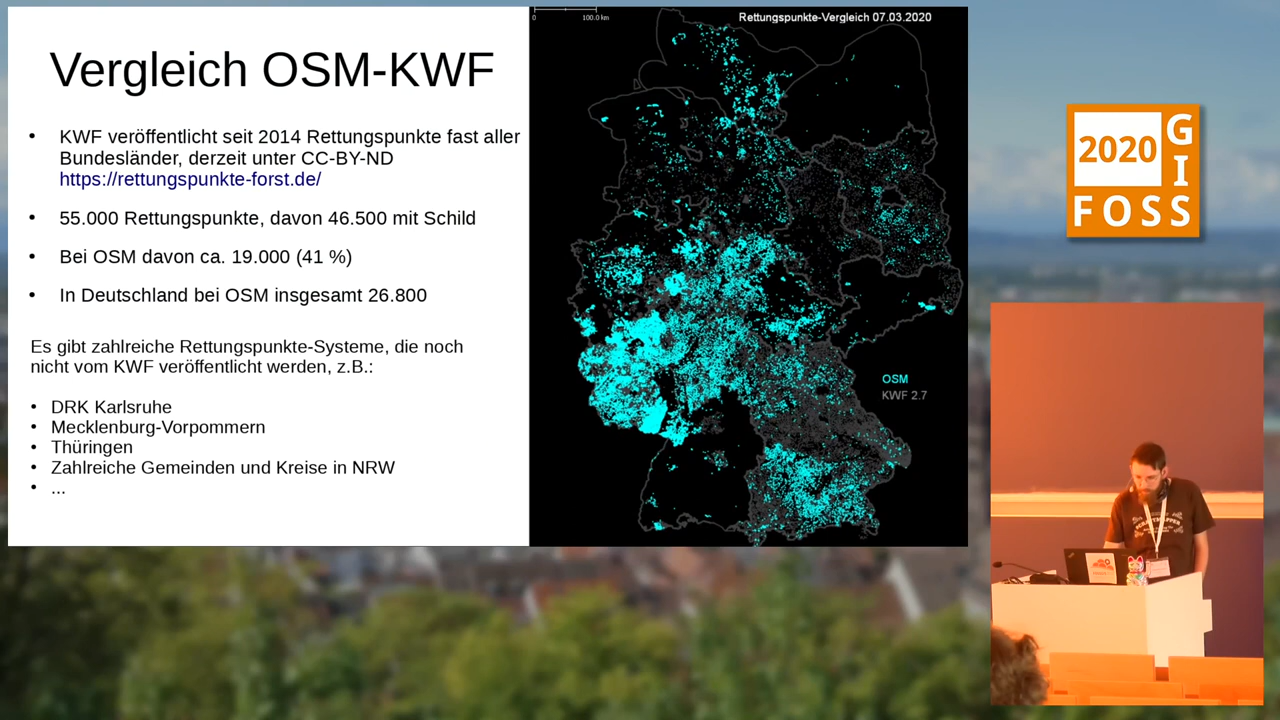 Vergleich OSM-KWF
• KWF veröffentlicht seit 2014 Rettungspunkte fast aller
Bundesländer, derzeit unter CC-BY-ND
https://rettungspunkte-forst.de/
• 55.000 Rettungspunkte, davon 46.500 mit Schild
• Bei OSM davon ca. 19.000 (41 %)
• In Deutschland bei OSM insgesamt 26.800
Es gibt zahlreiche Rettungspunkte-Systeme, die noch
nicht vom KWF veröffentlicht werden, z.B.:
• DRK Karlsruhe
• Mecklenburg-Vorpommern
• Thüringen
• Zahlreiche Gemeinden und Kreise in NRW
• ...
0 100.0 km
Rettungspunkte-Vergleich 07.03.2020
OSM
KWF 2.7
2020
GI
FOSS